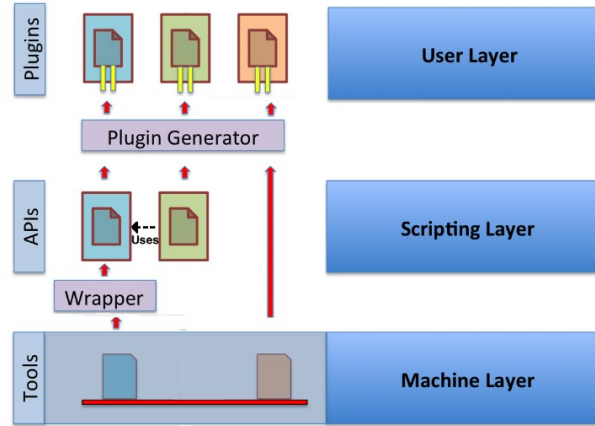 Plugins
User Layer
Plugin Generator
APIs
Uses
Scripting Layer
Wrapper
Tools
Machine Layer